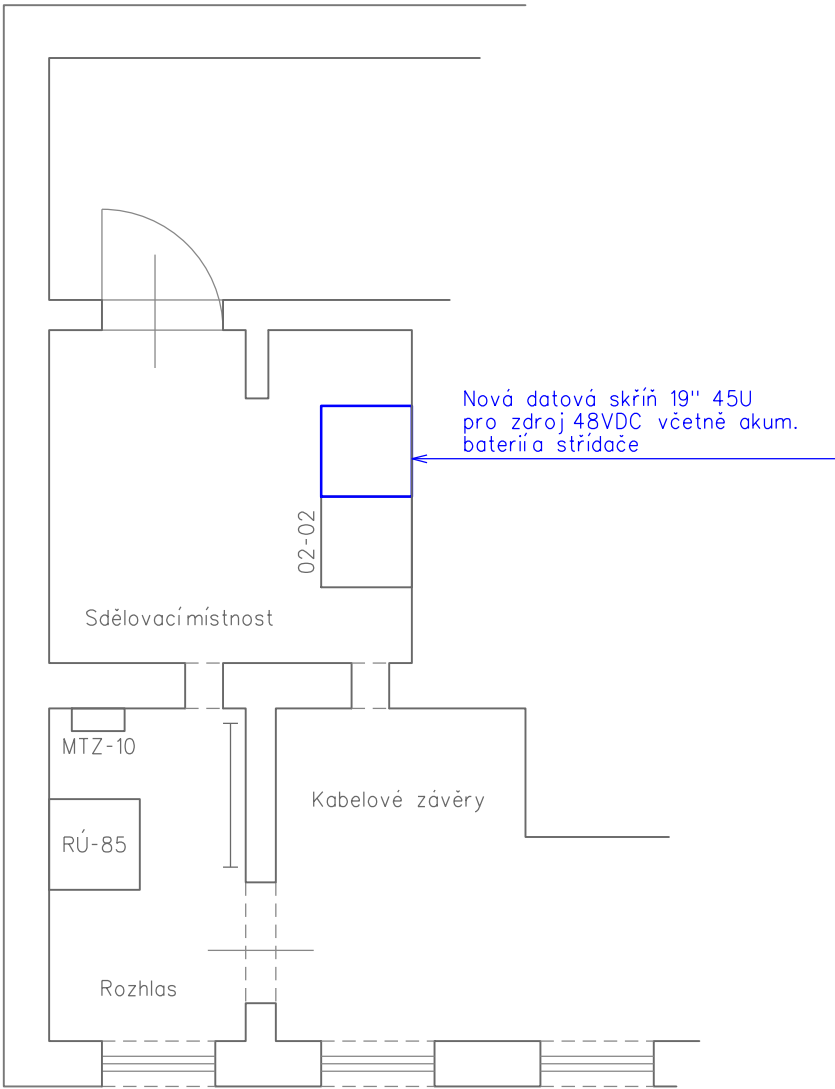 Nová datová skříň 19" 45U
pro zdroj 48VDC včetně akum.
baterií a střídače
02-02
Sdělovací místnost
MTZ-10
Kabelové závěry
RÚ-85
Rozhlas